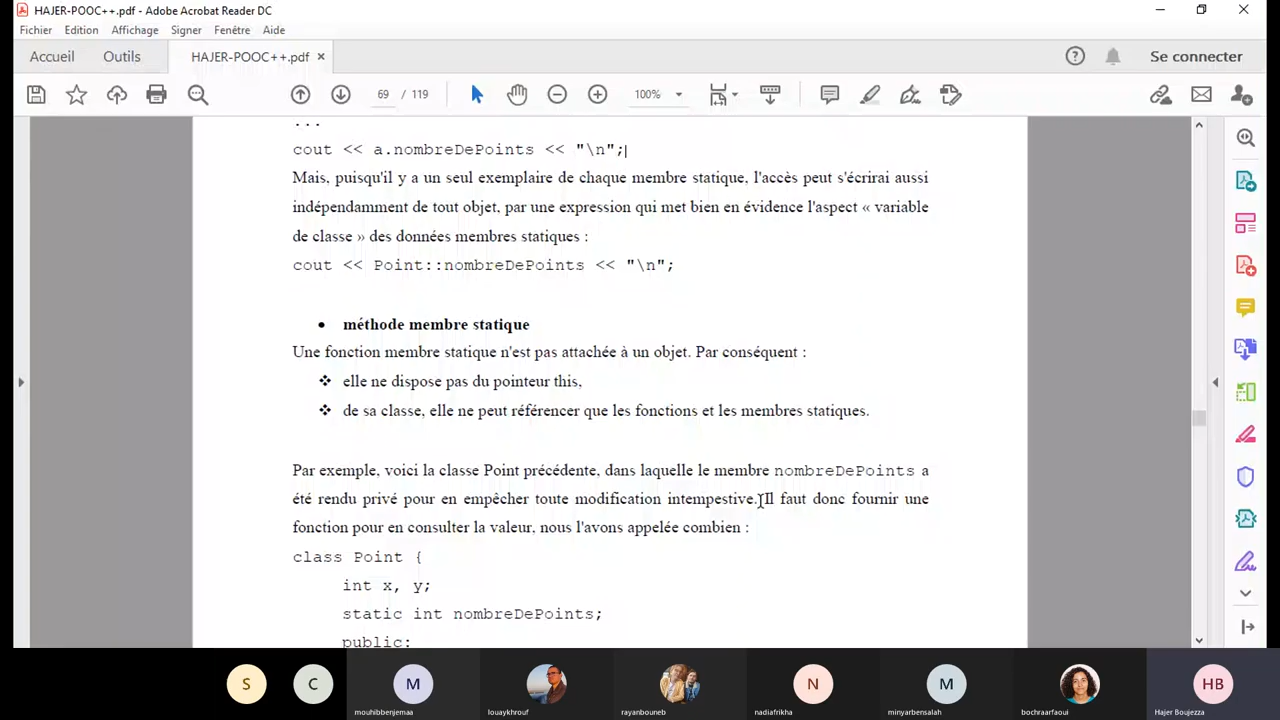 HAJER-POOC++.pdf - Adobe Acrobat Reader DC
Fichier Edition Affichage Signer Fenêtre Aide
Accueil Outils HAJER-POOC++.pdf × Se connecter
69 / 119 100%
...
cout << a.nombreDePoints << "\n";
Mais, puisqu'il y a un seul exemplaire de chaque membre statique, l'accès peut s'écrirai aussi
indépendamment de tout objet, par une expression qui met bien en évidence l'aspect « variable
de classe » des données membres statiques :
cout << Point::nombreDePoints << "\n";
• méthode membre statique
Une fonction membre statique n'est pas attachée à un objet. Par conséquent :
❖ elle ne dispose pas du pointeur this,
❖ de sa classe, elle ne peut référencer que les fonctions et les membres statiques.
Par exemple, voici la classe Point précédente, dans laquelle le membre nombreDePoints a
été rendu privé pour en empêcher toute modification intempestive. Il faut donc fournir une
fonction pour en consulter la valeur, nous l'avons appelée combien :
class Point {
int x, y;
static int nombreDePoints;
public:
S C M N M HB
mouhibbenjemaa louaykhrouf rayanbouneb nadiafrikha minyarbensalah bochraarfaoui Hajer Boujezza